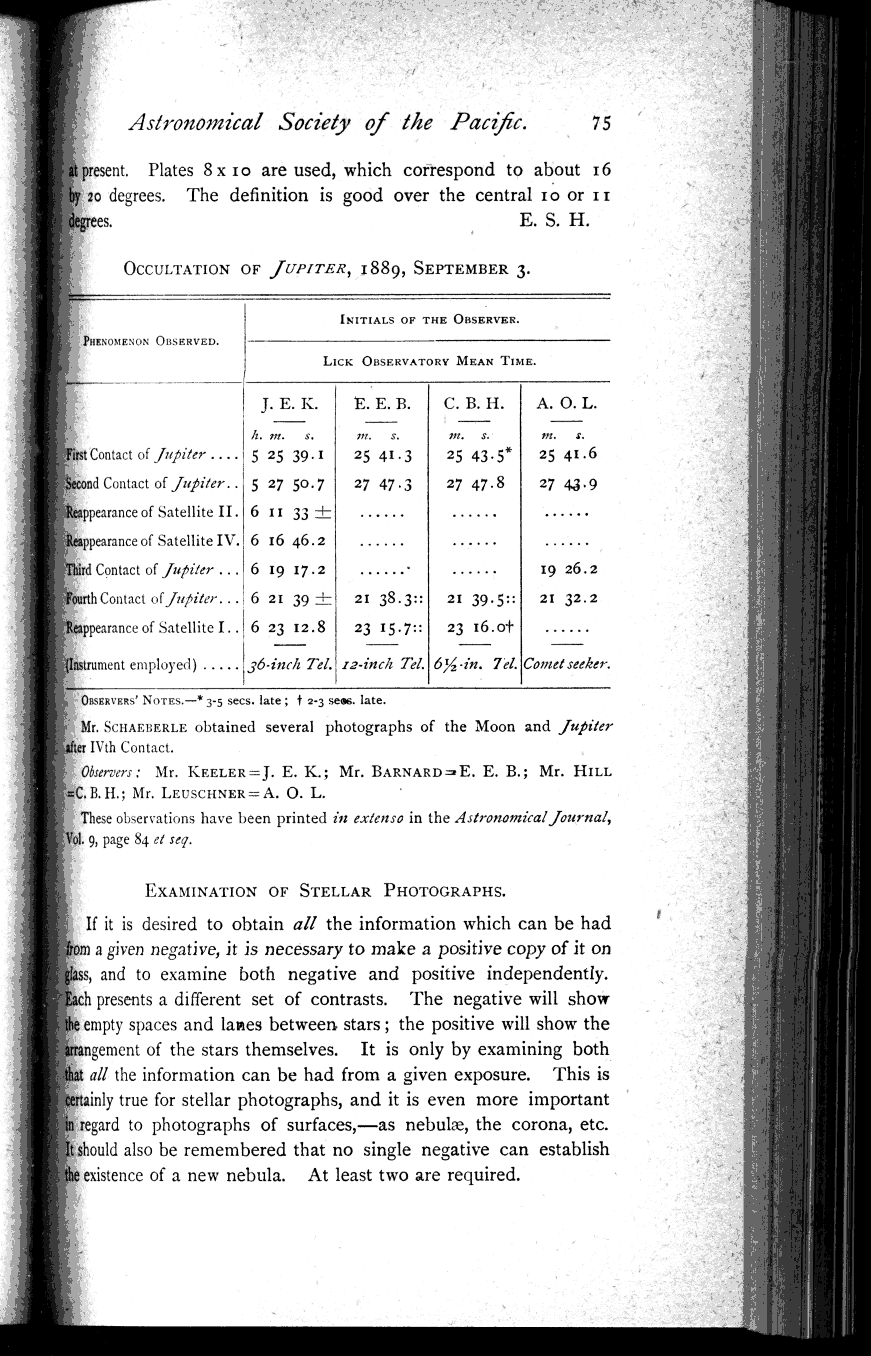 Astronomical Society of the Pacific. 75
at present. Plates 8 x 10 are used, which correspond to about 16
by 20 degrees. The definition is good over the central 10 or 11
degrees. E. S. H.
OCCULTATION OF JUPITER, 1889, SEPTEMBER 3.
PHENOMENON OBSERVED.
INITIALS OF THE OBSERVER.
LICK OBSERVATORY MEAN TIME.
J. E. K. E. E. B. C. B. H. A. O. L.
h. m. s. m. s. m. s. m. s.
First Contact of Jupiter .... 5 25 39.1 25 41.3 25 43.5* 25 41.6
Second Contact of Jupiter.. 5 27 50.7 27 47.3 27 47.8 27 43.9
Reappearance of Satellite II. 6 11 33 ± ...... ...... ......
Reappearance of Satellite IV. 6 16 46.2 ...... ...... ......
Third Contact of Jupiter ... 6 19 17.2 ...... ...... 19 26.2
Fourth Contact of Jupiter... 6 21 39 ± 21 38.3:: 21 39.5:: 21 32.2
Reappearance of Satellite I.. 6 23 12.8 23 15.7:: 23 16.0† ......
(Instrument employed) ..... 36-inch Tel. 12-inch Tel. 6½-in. Tel. Comet seeker.
OBSERVERS' NOTES.—* 3-5 secs. late; † 2-3 secs. late.
Mr. SCHAEBERLE obtained several photographs of the Moon and Jupiter
after IVth Contact.
Observers: Mr. KEELER=J. E. K.; Mr. BARNARD=E. E. B.; Mr. HILL
=C. B. H.; Mr. LEUSCHNER=A. O. L.
These observations have been printed in extenso in the Astronomical Journal,
Vol. 9, page 84 et seq.
EXAMINATION OF STELLAR PHOTOGRAPHS.
If it is desired to obtain all the information which can be had
from a given negative, it is necessary to make a positive copy of it on
glass, and to examine both negative and positive independently.
Each presents a different set of contrasts. The negative will show
the empty spaces and lanes between stars; the positive will show the
arrangement of the stars themselves. It is only by examining both
that all the information can be had from a given exposure. This is
certainly true for stellar photographs, and it is even more important
in regard to photographs of surfaces,—as nebulæ, the corona, etc.
It should also be remembered that no single negative can establish
the existence of a new nebula. At least two are required.